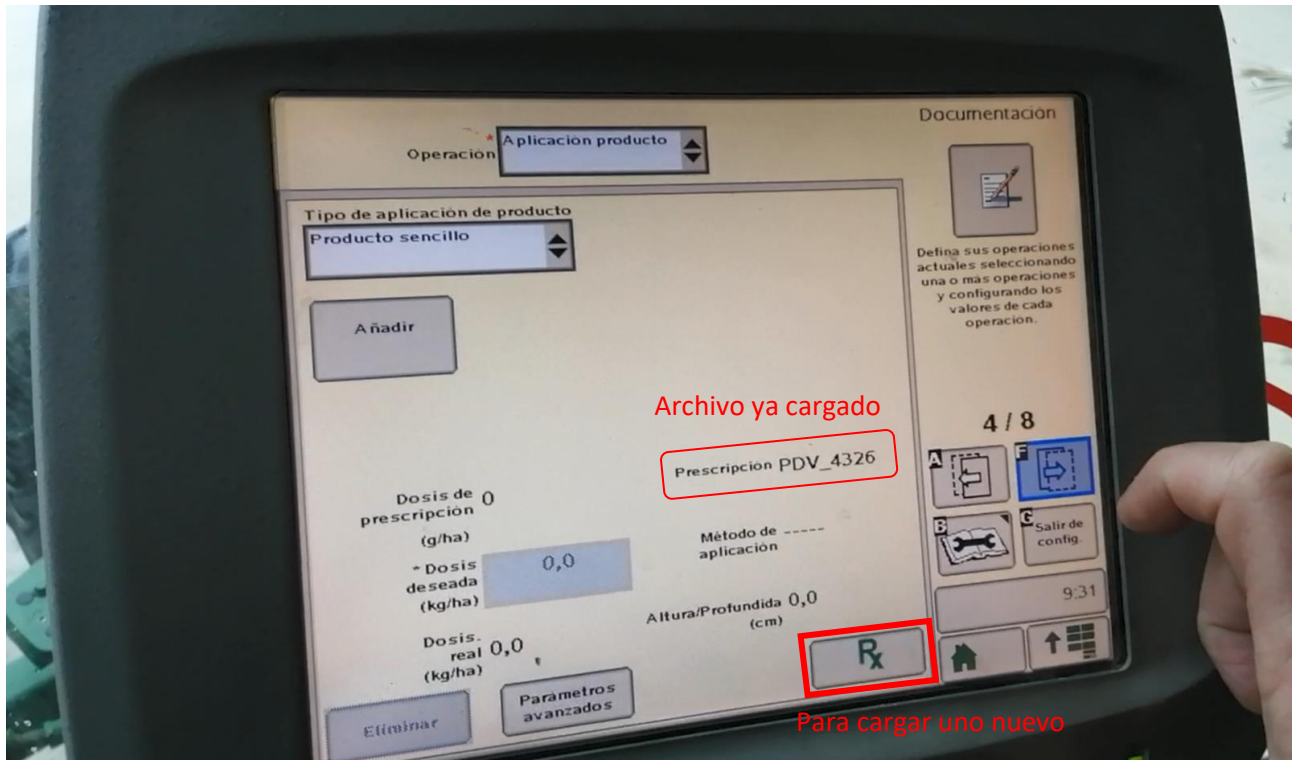 Documentación
* Operación Aplicación producto
Tipo de aplicación de producto
Producto sencillo
Defina sus operaciones
actuales seleccionando
una o más operaciones
y configurando los
valores de cada
operación.
Añadir
Archivo ya cargado
4 / 8
Prescripción PDV_4326
A
F
Dosis de
prescripción
(g/ha)
0
Método de
aplicación
-----
B
G
Salir de
config.
* Dosis
deseada
(kg/ha)
0,0
Altura/Profundida 0,0
(cm)
9:31
Dosis.
real
(kg/ha)
0,0
Rx
Eliminar
Parámetros
avanzados
Para cargar uno nuevo